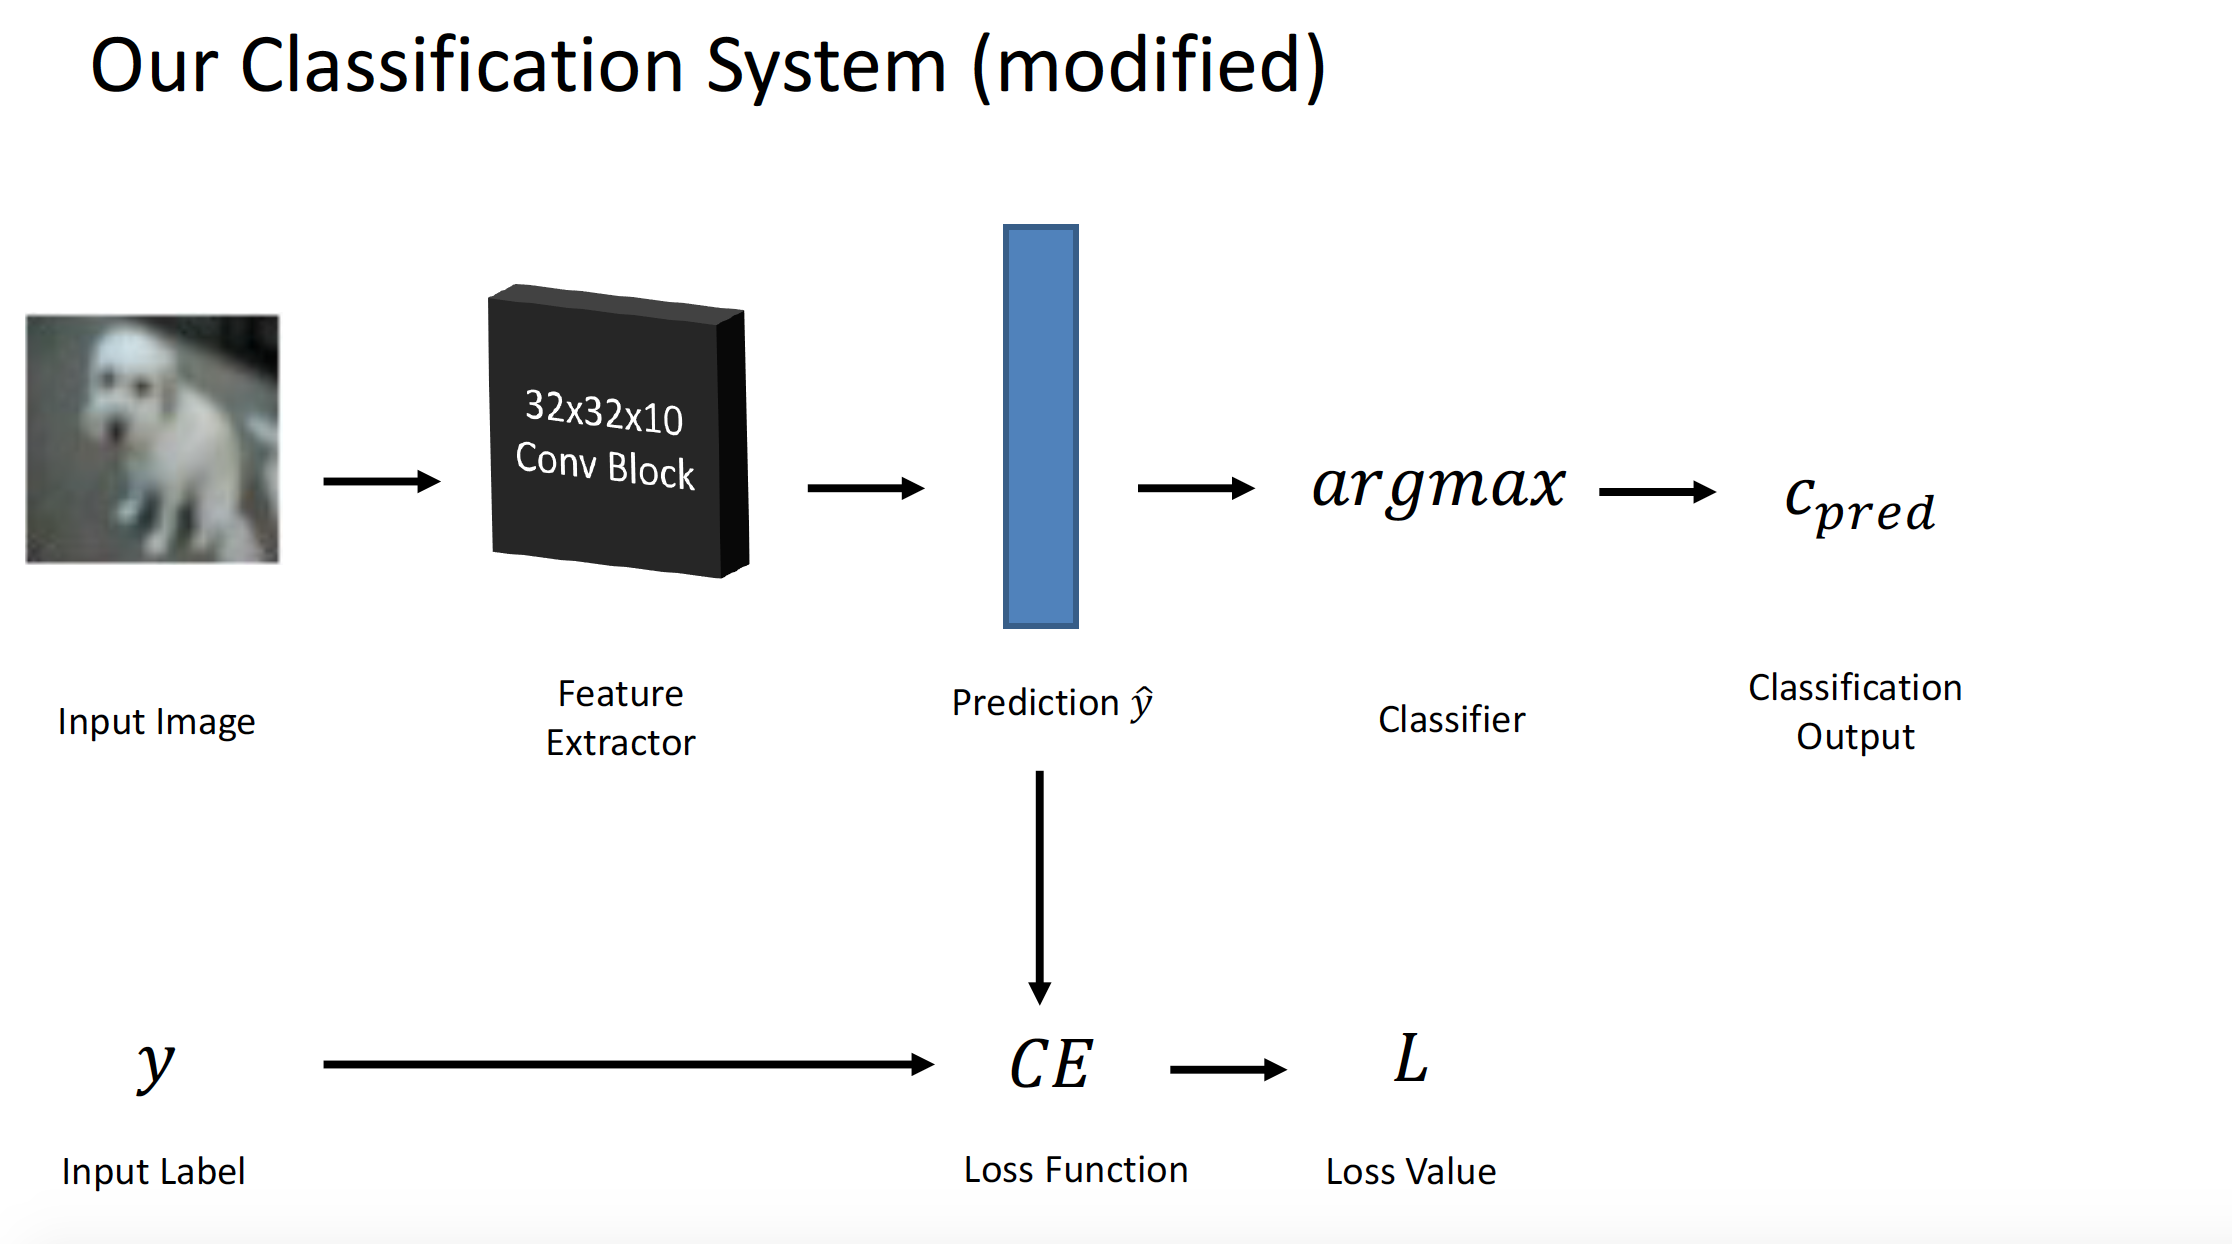 Our Classification System (modified)
32x32x10
Conv Block
argmax
c_pred
Input Image
Feature
Extractor
Prediction ŷ
Classifier
Classification
Output
y
CE
L
Input Label
Loss Function
Loss Value